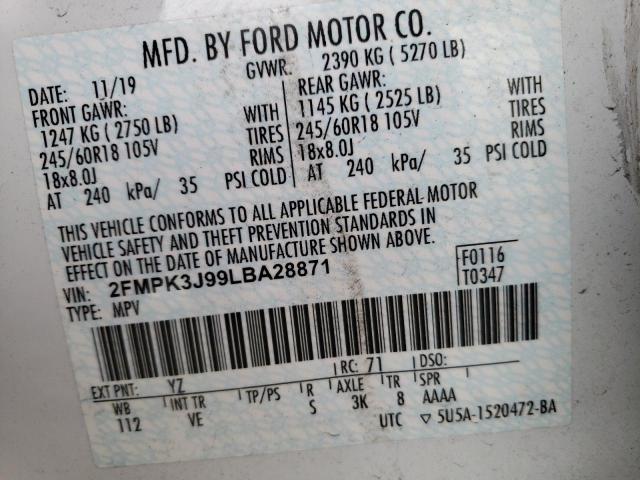 MFD. BY FORD MOTOR CO.
DATE: 11/19
GVWR. 2390 KG ( 5270 LB)
FRONT GAWR:
1247 KG ( 2750 LB) WITH
245/60R18 105V TIRES
18x8.0J RIMS
AT 240 kPa/ 35 PSI COLD
REAR GAWR:
1145 KG ( 2525 LB) WITH
245/60R18 105V TIRES
18x8.0J RIMS
AT 240 kPa/ 35 PSI COLD
THIS VEHICLE CONFORMS TO ALL APPLICABLE FEDERAL MOTOR
VEHICLE SAFETY AND THEFT PREVENTION STANDARDS IN
EFFECT ON THE DATE OF MANUFACTURE SHOWN ABOVE.
VIN: 2FMPK3J99LBA28871
TYPE: MPV
F0116
T0347
EXT PNT: YZ RC: 71 DSO:
WB INT TR TP/PS R AXLE TR SPR
112 VE S 3K 8 AAAA
UTC ▽ 5U5A-1520472-BA